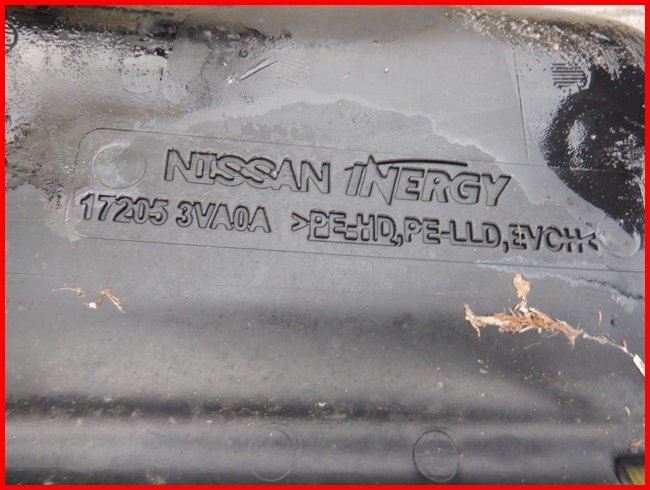 NISSAN INERGY
17205 3VA0A >PE-HD,PE-LLD,EVOH<